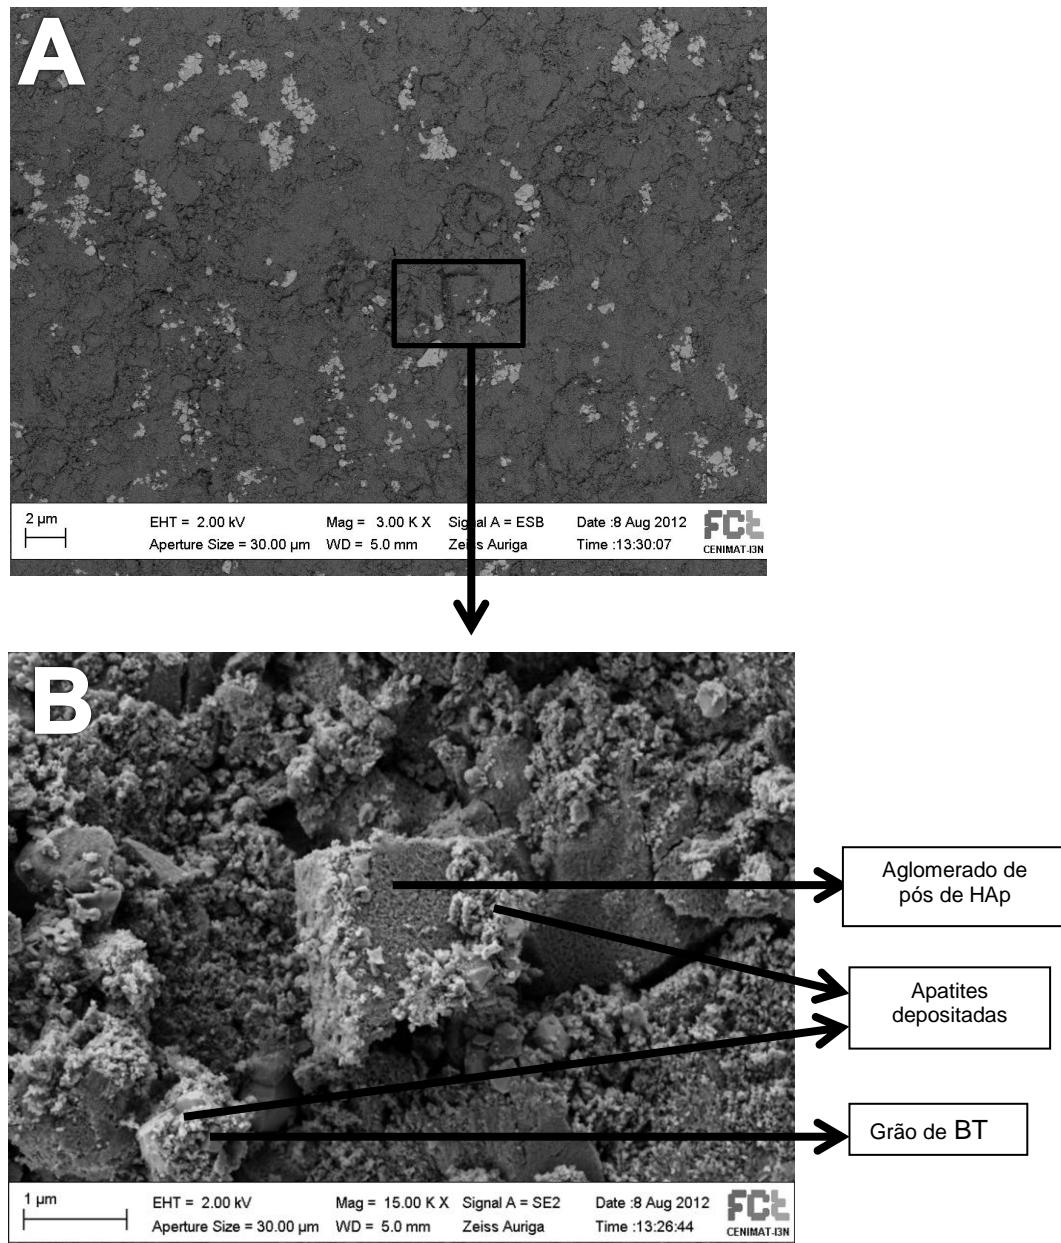 A
2 µm
EHT = 2.00 kV Mag = 3.00 K X Signal A = ESB Date :8 Aug 2012
Aperture Size = 30.00 µm WD = 5.0 mm Zeiss Auriga Time :13:30:07
FCt
CENIMAT-I3N
B
Aglomerado de
pós de HAp
Apatites
depositadas
Grão de BT
1 µm
EHT = 2.00 kV Mag = 15.00 K X Signal A = SE2 Date :8 Aug 2012
Aperture Size = 30.00 µm WD = 5.0 mm Zeiss Auriga Time :13:26:44
FCt
CENIMAT-I3N